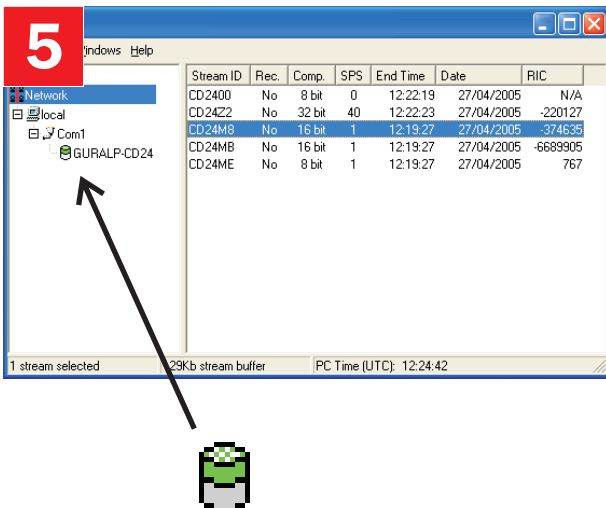 5
indows Help
Stream ID Rec. Comp. SPS End Time Date RIC
Network
local
Com1
GURALP-CD24
CD2400 No 8 bit 0 12:22:19 27/04/2005 N/A
CD24Z2 No 32 bit 40 12:22:23 27/04/2005 -220127
CD24M8 No 16 bit 1 12:19:27 27/04/2005 -374635
CD24MB No 16 bit 1 12:19:27 27/04/2005 -6689905
CD24ME No 8 bit 1 12:19:27 27/04/2005 767
1 stream selected 29Kb stream buffer PC Time (UTC): 12:24:42